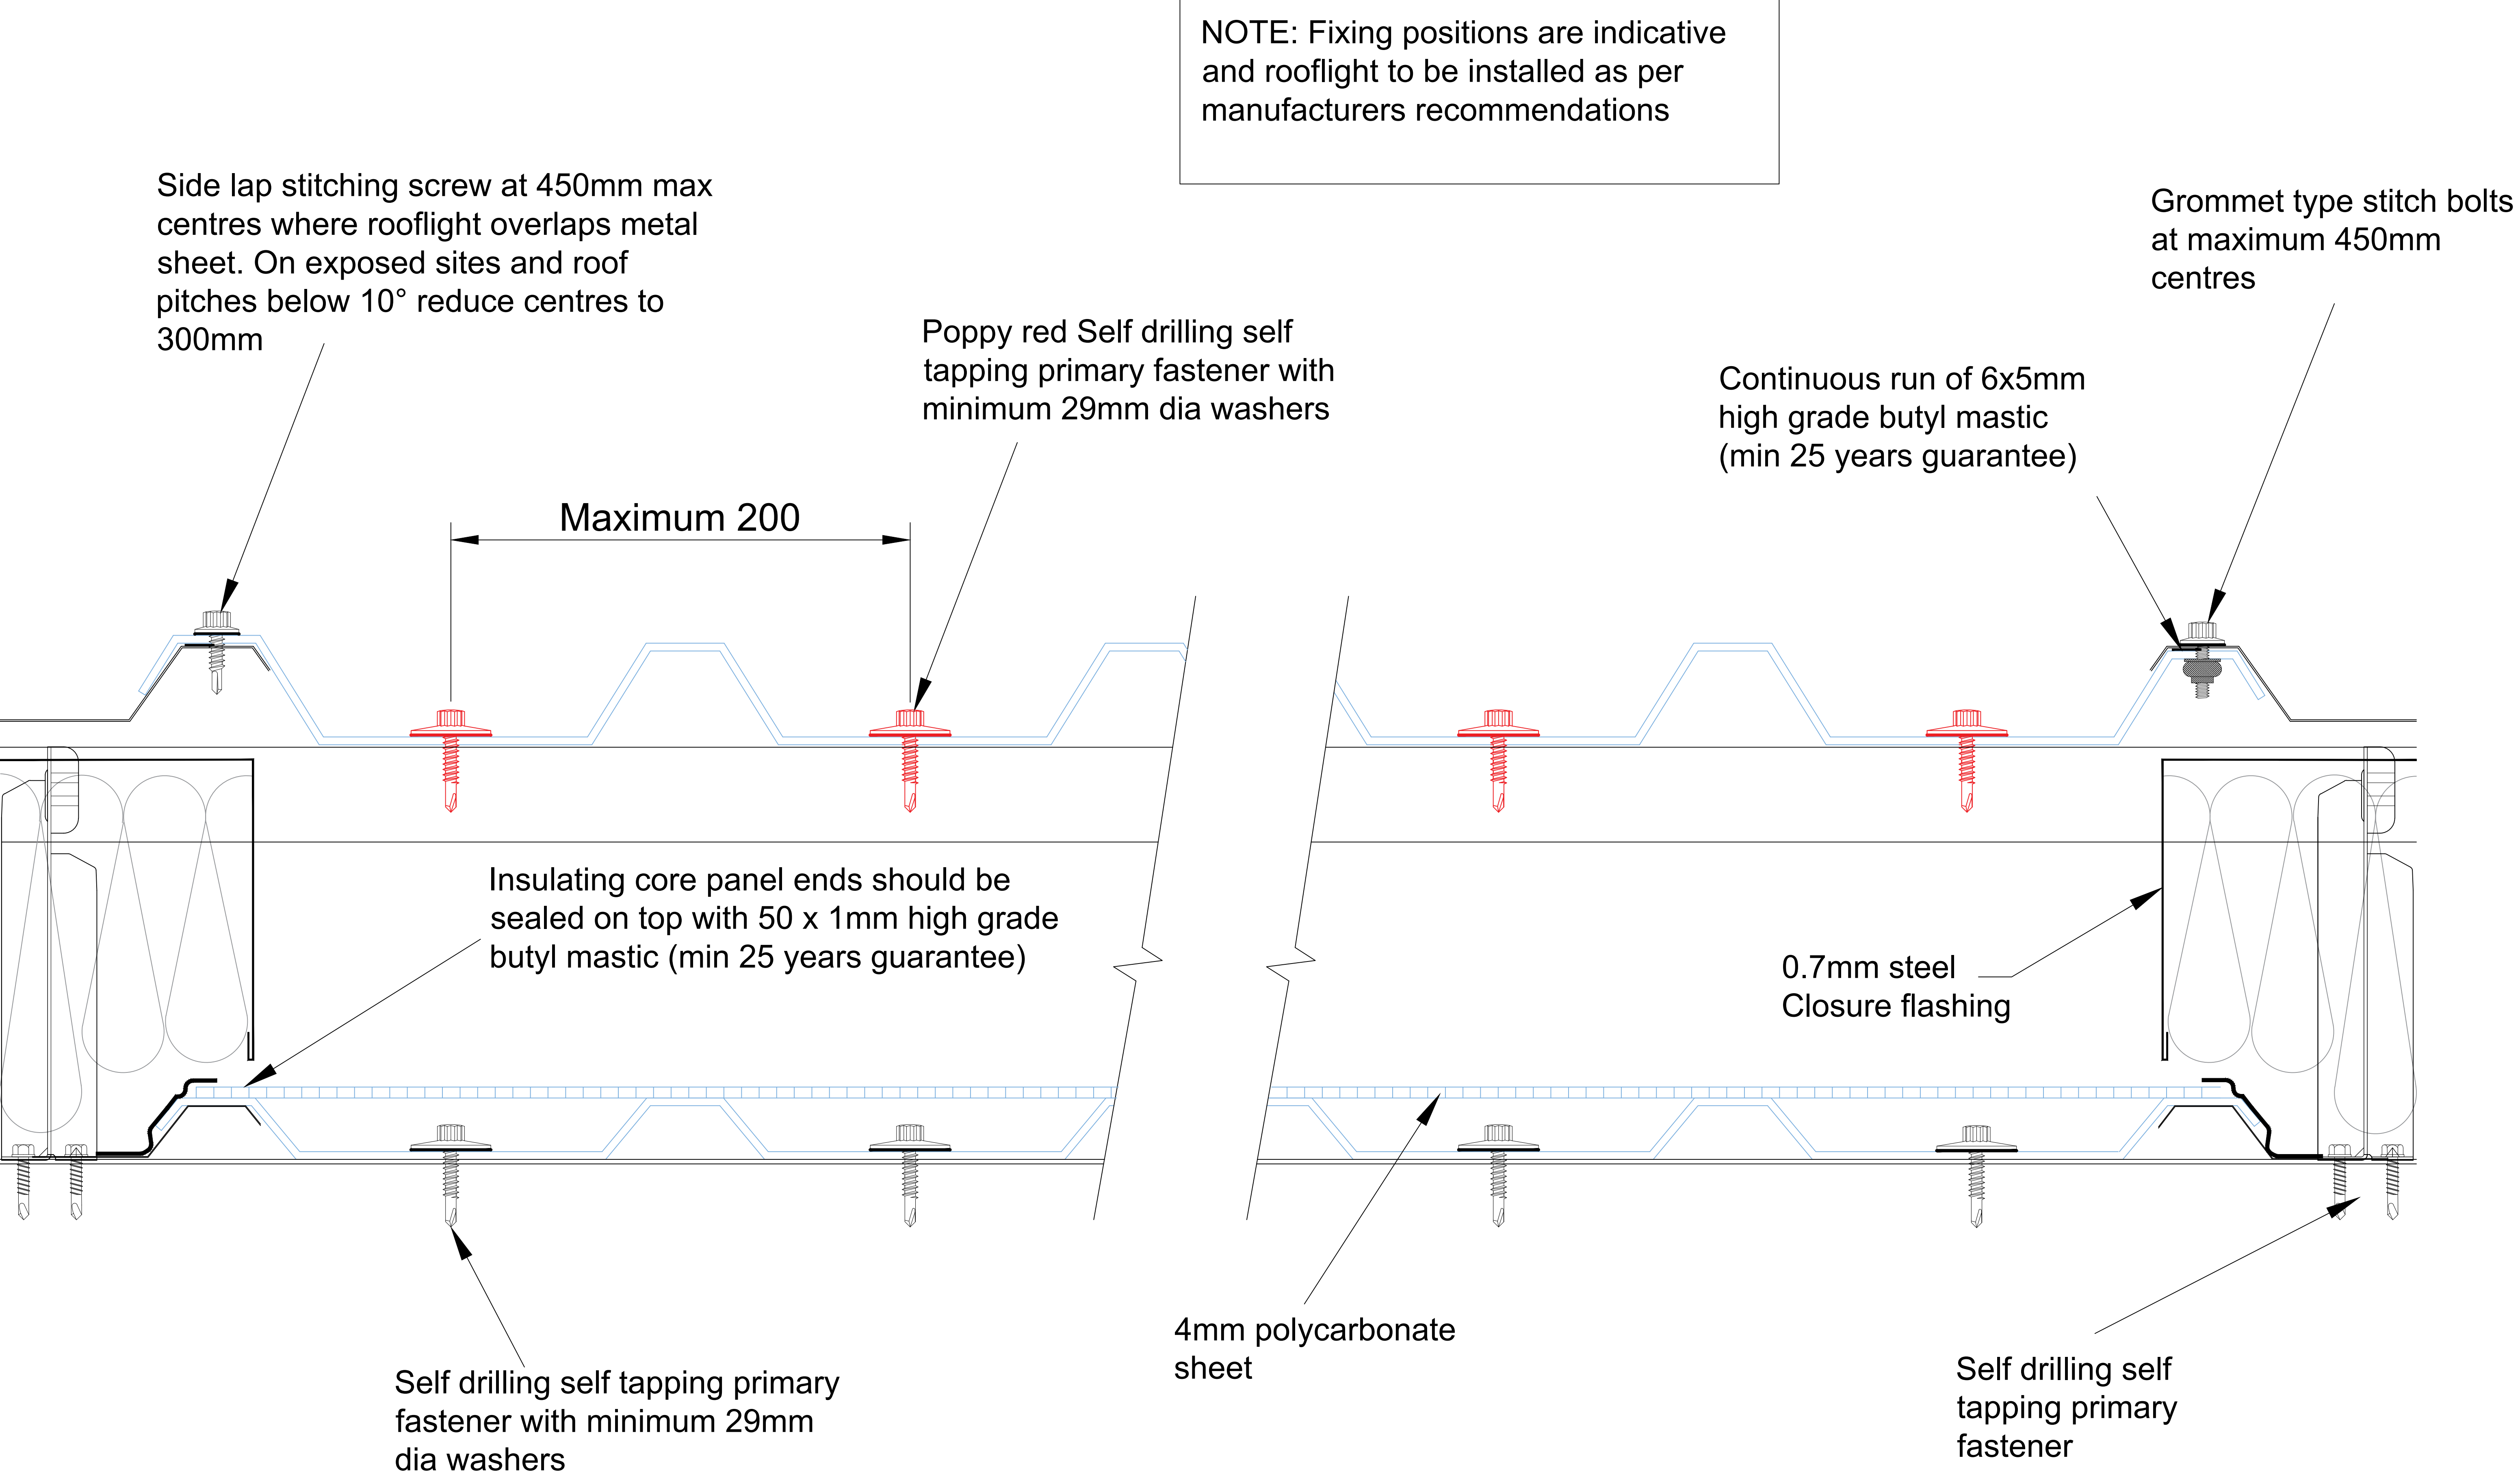 NOTE: Fixing positions are indicative
and rooflight to be installed as per
manufacturers recommendations
Side lap stitching screw at 450mm max
centres where rooflight overlaps metal
sheet. On exposed sites and roof
pitches below 10° reduce centres to
300mm
Grommet type stitch bolts
at maximum 450mm
centres
Poppy red Self drilling self
tapping primary fastener with
minimum 29mm dia washers
Continuous run of 6x5mm
high grade butyl mastic
(min 25 years guarantee)
Maximum 200
Insulating core panel ends should be
sealed on top with 50 x 1mm high grade
butyl mastic (min 25 years guarantee)
0.7mm steel
Closure flashing
4mm polycarbonate
sheet
Self drilling self tapping primary
fastener with minimum 29mm
dia washers
Self drilling self
tapping primary
fastener